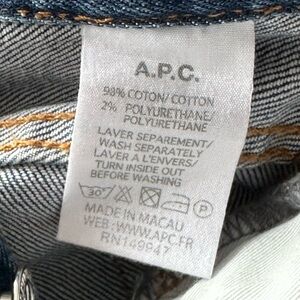 A.P.C.
98% COTON/ COTTON
2% POLYURETHANE/
POLYURETHANE
LAVER SEPAREMENT/
WASH SEPARATELY
LAVER A L'ENVERS/
TURN INSIDE OUT
BEFORE WASHING
30° P
MADE IN MACAU
WEB: WWW.APC.FR
RN149947